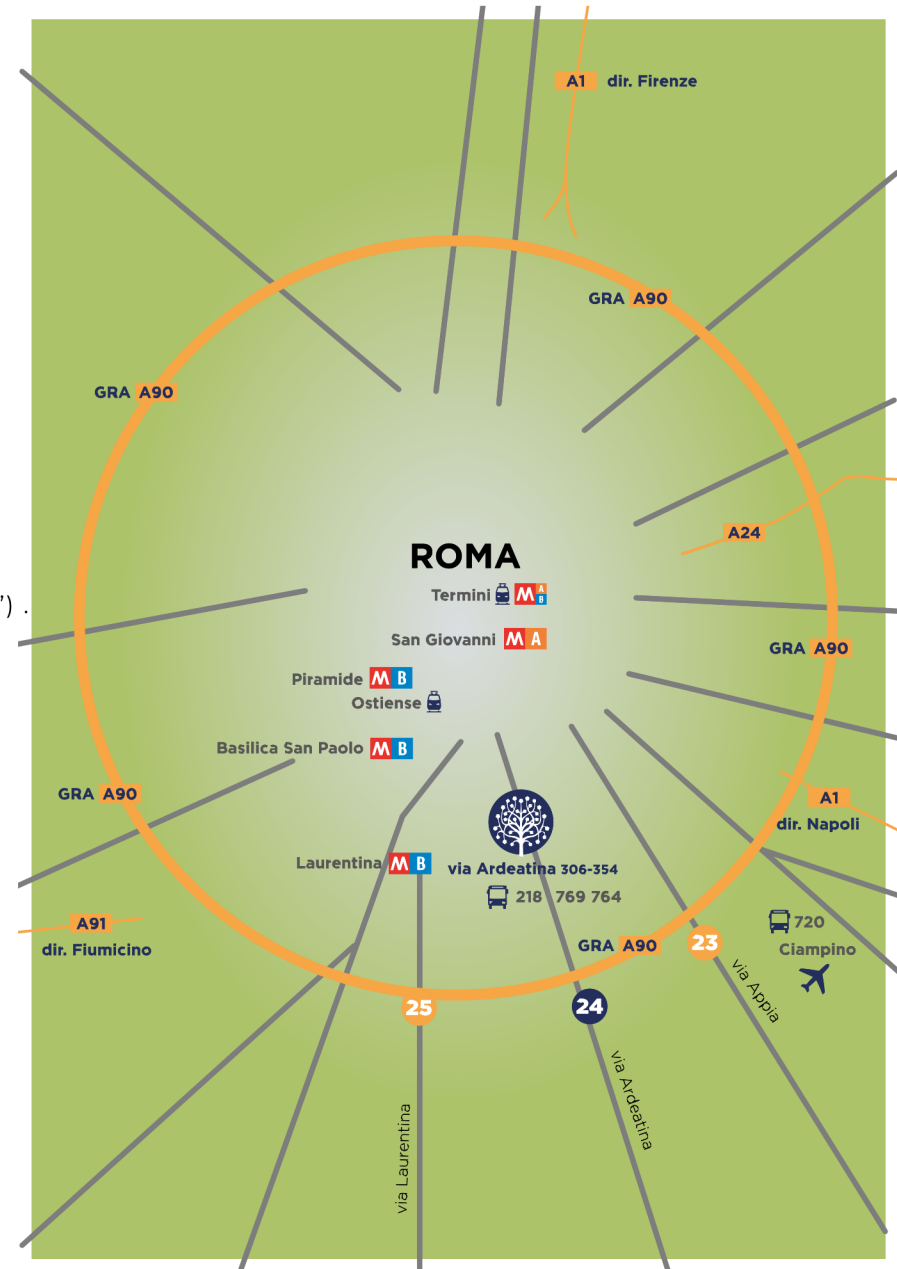 A1 dir. Firenze
GRA A90
GRA A90
A24
ROMA
Termini M A B
') .
San Giovanni M A
GRA A90
Piramide M B
Ostiense
Basilica San Paolo M B
GRA A90
A1
dir. Napoli
Laurentina M B
via Ardeatina 306-354
218 769 764
A91
dir. Fiumicino
720
Ciampino
GRA A90
23
via Appia
25
24
via Ardeatina
via Laurentina